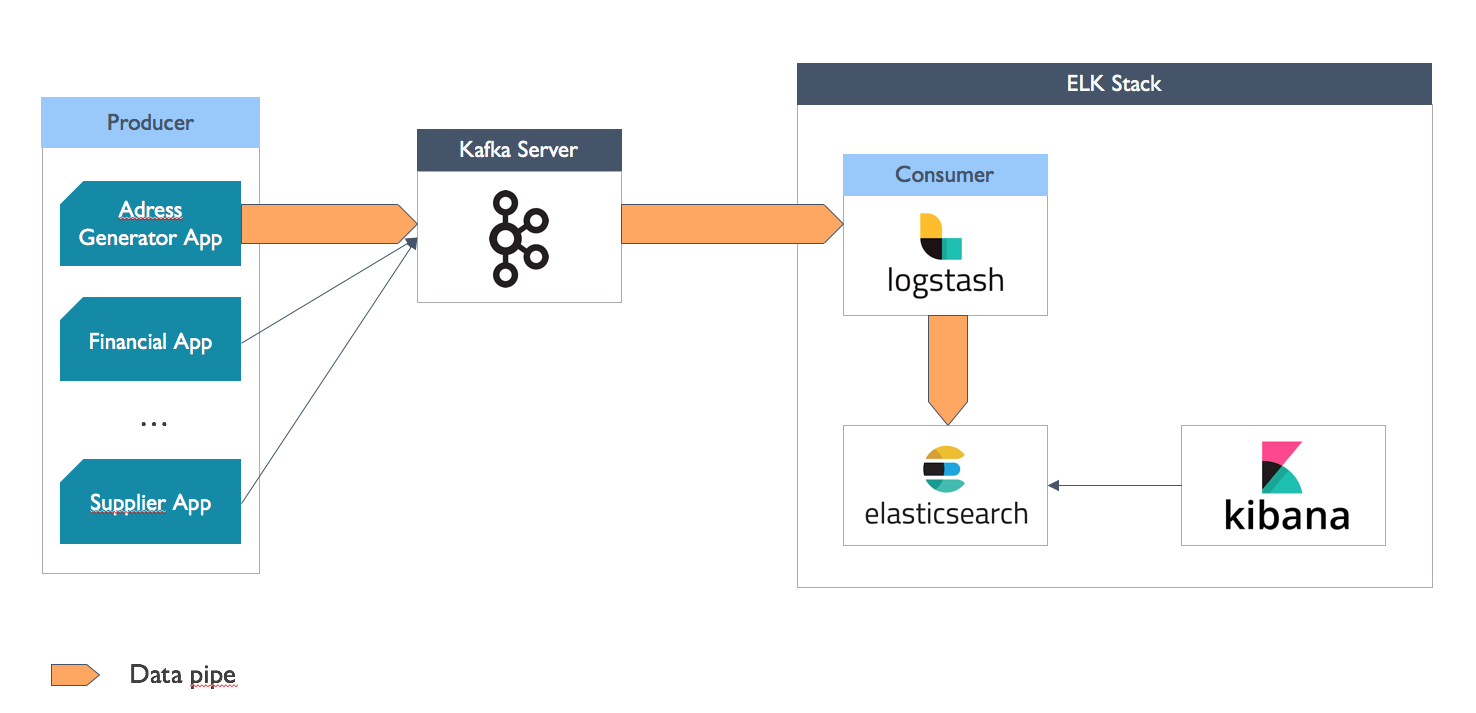 ELK Stack
Producer
Kafka Server
Consumer
Adress
Generator App
logstash
Financial App
...
Supplier App
elasticsearch
kibana
Data pipe